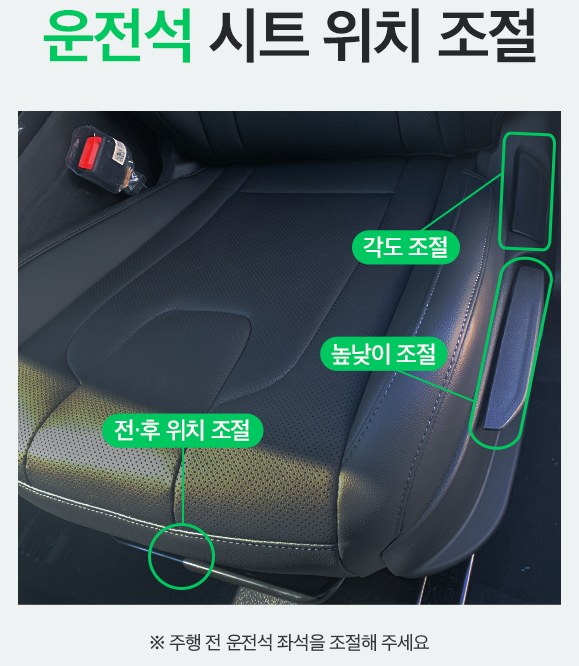 운전석 시트 위치 조절
각도 조절
높낮이 조절
전·후 위치 조절
※ 주행 전 운전석 좌석을 조절해 주세요